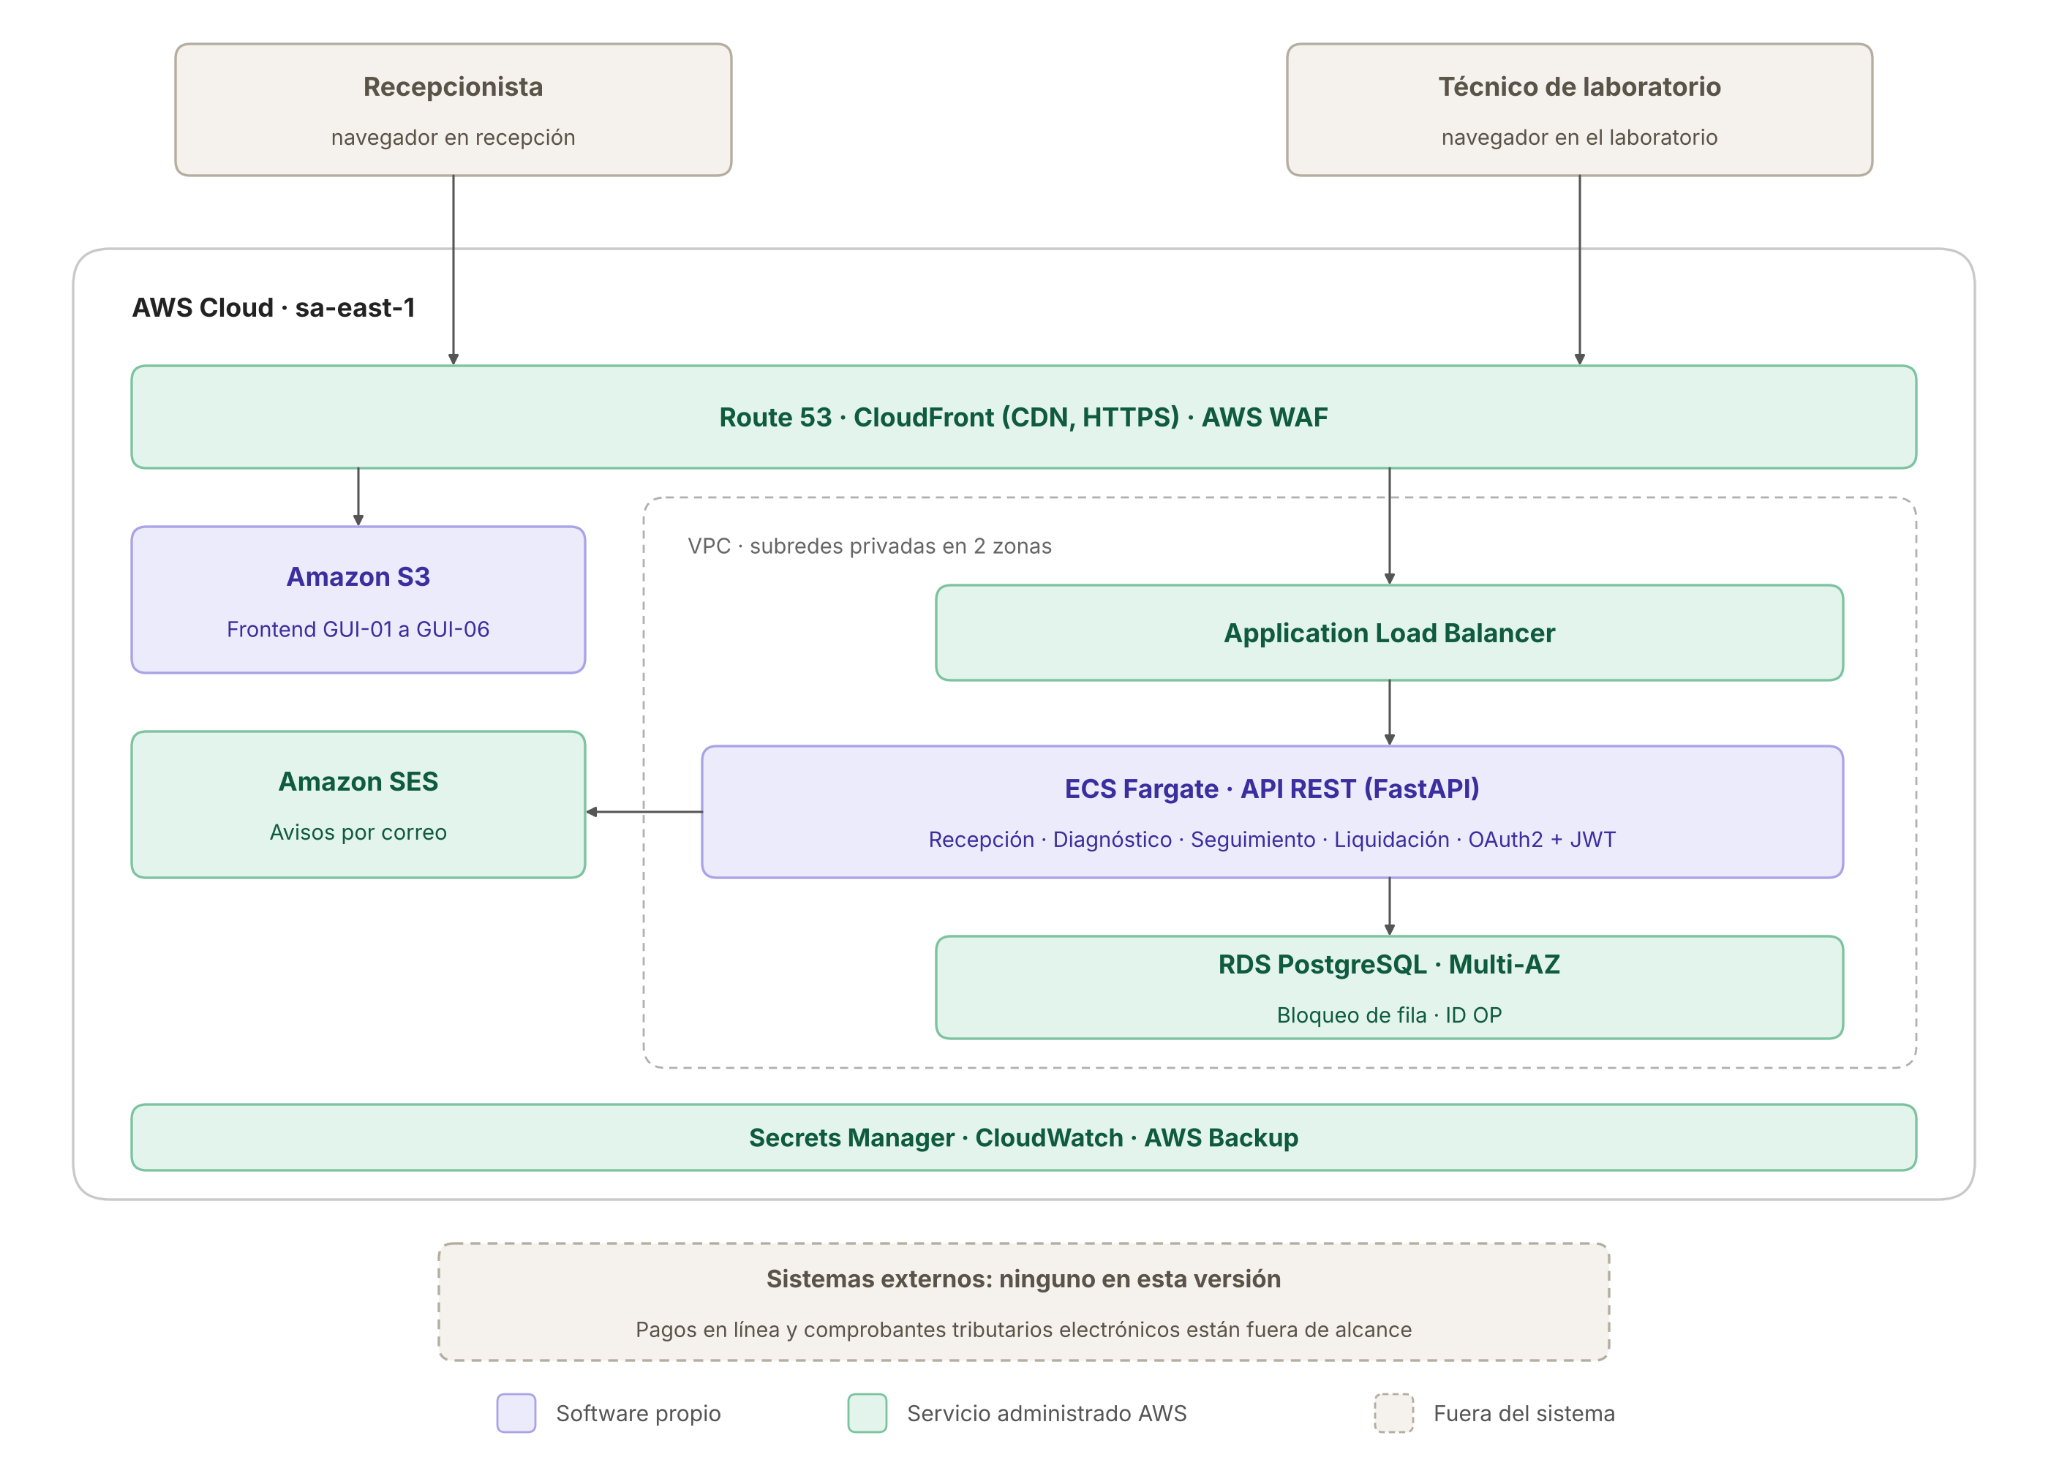 Recepcionista
navegador en recepción
Técnico de laboratorio
navegador en el laboratorio
AWS Cloud · sa-east-1
Route 53 · CloudFront (CDN, HTTPS) · AWS WAF
Amazon S3
Frontend GUI-01 a GUI-06
VPC · subredes privadas en 2 zonas
Application Load Balancer
Amazon SES
Avisos por correo
ECS Fargate · API REST (FastAPI)
Recepción · Diagnóstico · Seguimiento · Liquidación · OAuth2 + JWT
RDS PostgreSQL · Multi-AZ
Bloqueo de fila · ID OP
Secrets Manager · CloudWatch · AWS Backup
Sistemas externos: ninguno en esta versión
Pagos en línea y comprobantes tributarios electrónicos están fuera de alcance
Software propio
Servicio administrado AWS
Fuera del sistema